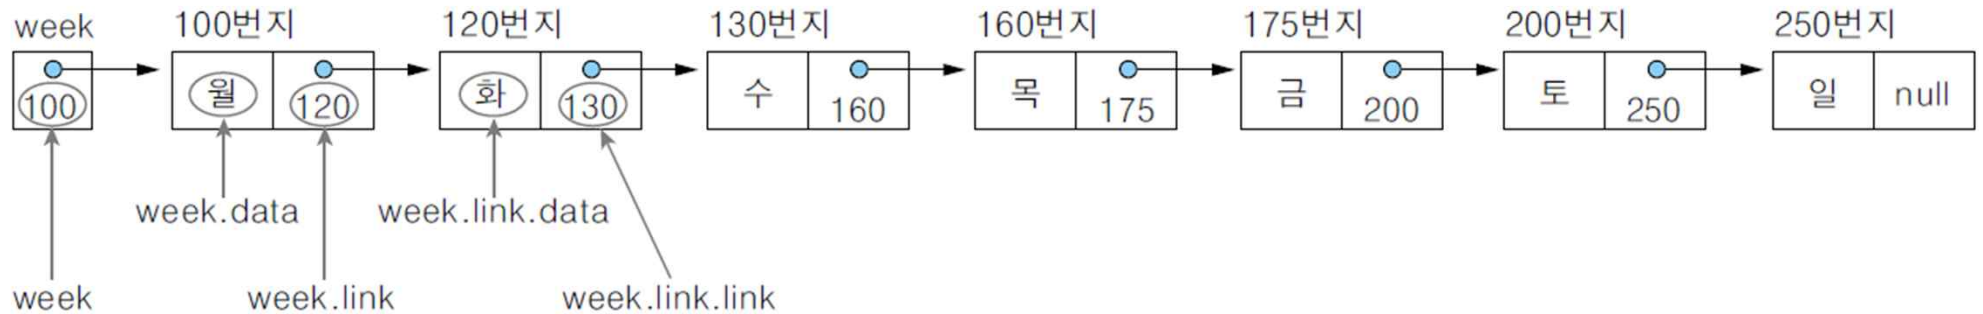 week 100번지 120번지 130번지 160번지 175번지 200번지 250번지
100 월 120 화 130 수 160 목 175 금 200 토 250 일 null
week.data week.link.data
week week.link week.link.link